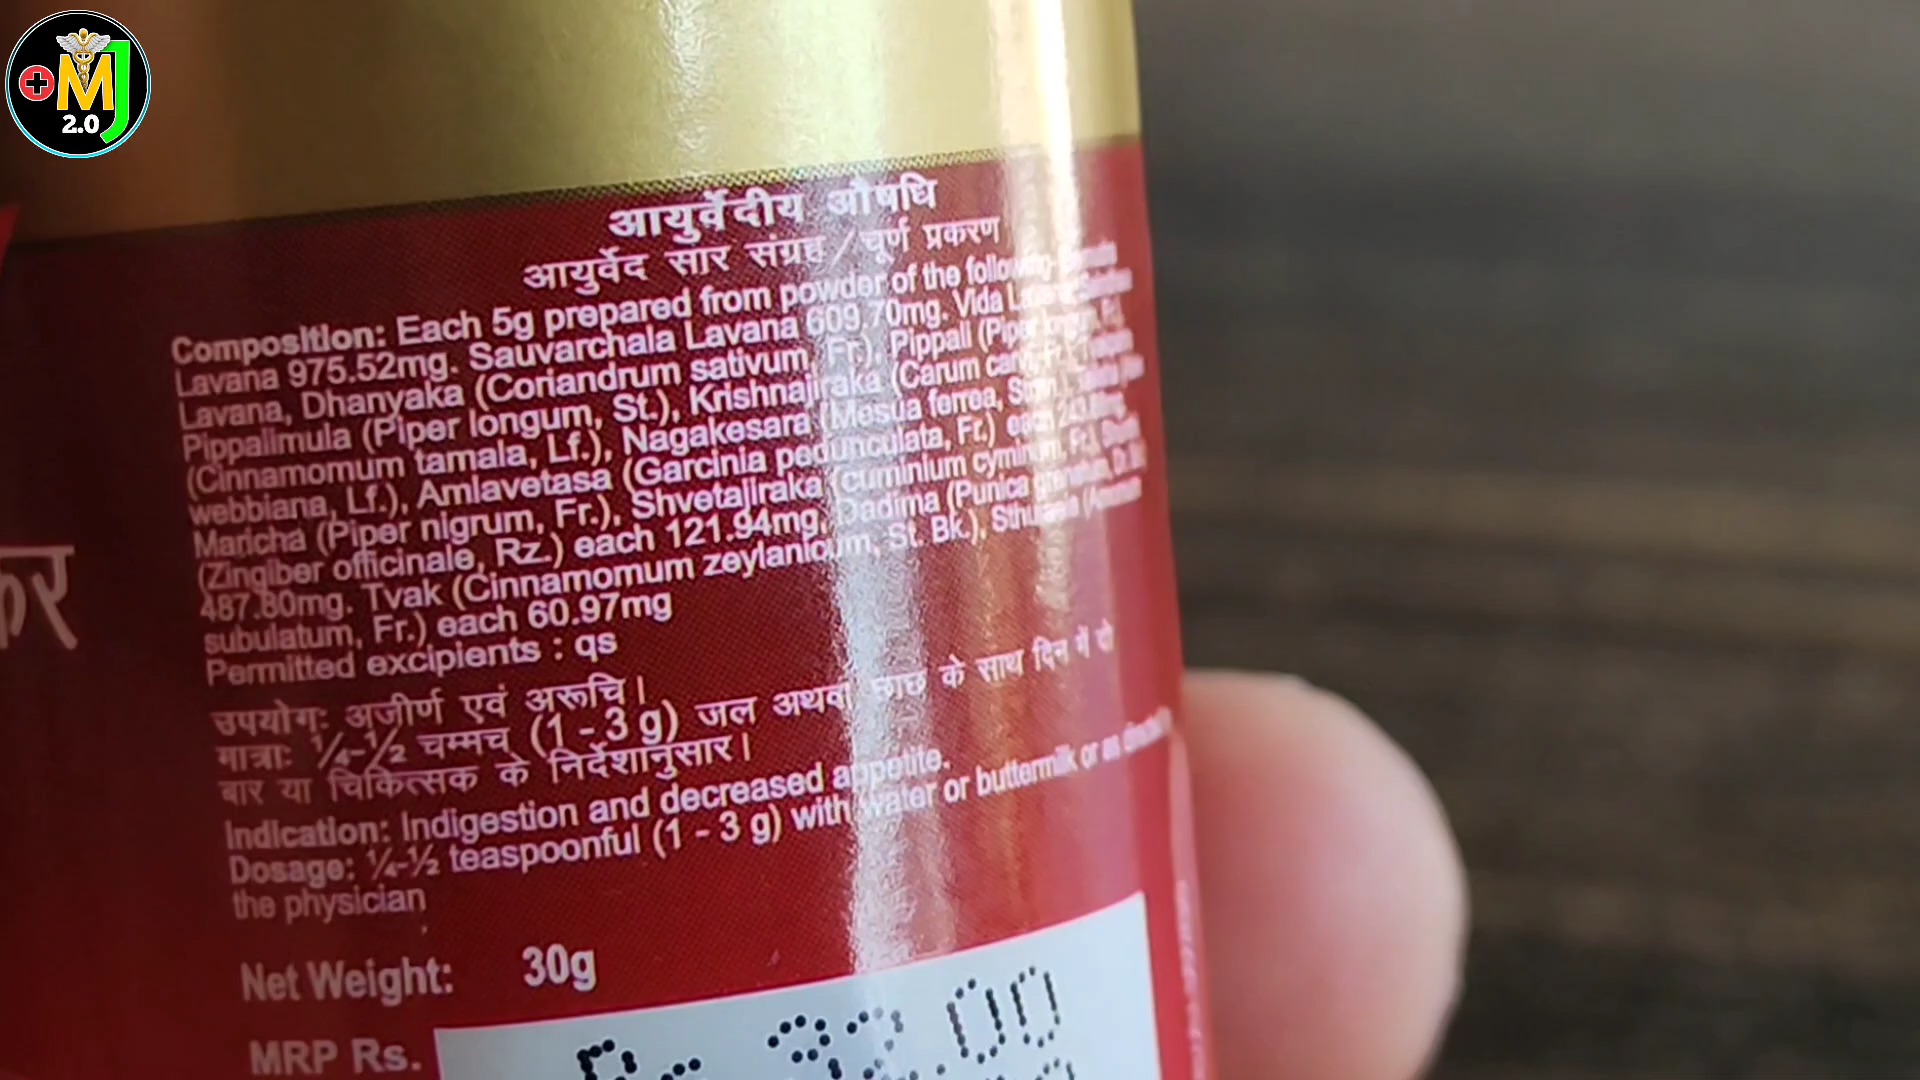 MJ
2.0
आयुर्वेदीय औषधि
आयुर्वेद सार संग्रह / चूर्ण प्रकरण
Composition: Each 5g prepared from powder of the following
Lavana 975.52mg. Sauvarchala Lavana 609.70mg. Vida
Lavana, Dhanyaka (Coriandrum sativum, Fr.), Pippali (Piper
Pippalimula (Piper longum, St.), Krishnajiraka (Carum
(Cinnamomum tamala, Lf.), Nagakesara (Mesua ferrea,
webbiana, Lf.), Amlavetasa (Garcinia pedunculata, Fr.)
Maricha (Piper nigrum, Fr.), Shvetajiraka (cuminium cyminum, Fr.),
(Zingiber officinale, Rz.) each 121.94mg, Dadima (Punica
487.80mg. Tvak (Cinnamomum zeylanicum, St. Bk.),
subulatum, Fr.) each 60.97mg
Permitted excipients : qs
उपयोगः अजीर्ण एवं अरूचि।
मात्राः ¼-½ चम्मच (1 - 3 g) जल अथवा छाछ के साथ दिन में दो
बार या चिकित्सक के निर्देशानुसार।
Indication: Indigestion and decreased appetite.
Dosage: ¼-½ teaspoonful (1 - 3 g) with water or buttermilk or as
the physician
Net Weight: 30g
MRP Rs.